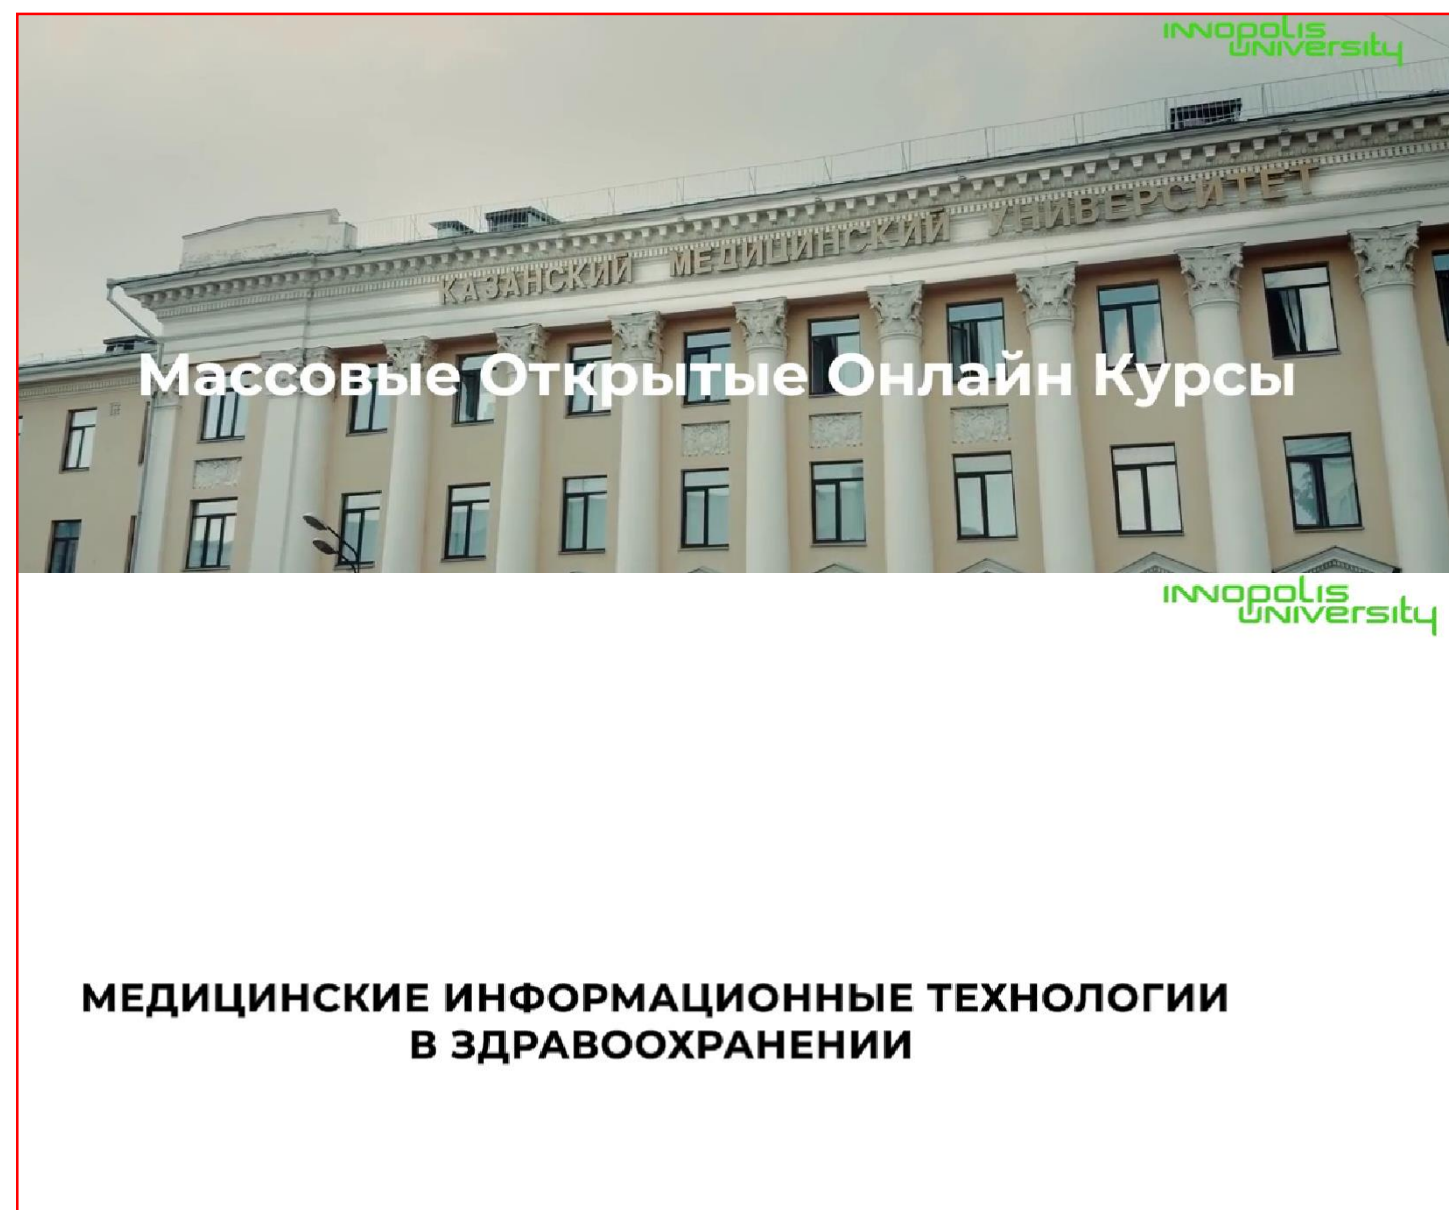 INNOPOLIS
UNIVERSITY
КАЗАНСКИЙ МЕДИЦИНСКИЙ УНИВЕРСИТЕТ
Массовые Открытые Онлайн Курсы
INNOPOLIS
UNIVERSITY
МЕДИЦИНСКИЕ ИНФОРМАЦИОННЫЕ ТЕХНОЛОГИИ
В ЗДРАВООХРАНЕНИИ